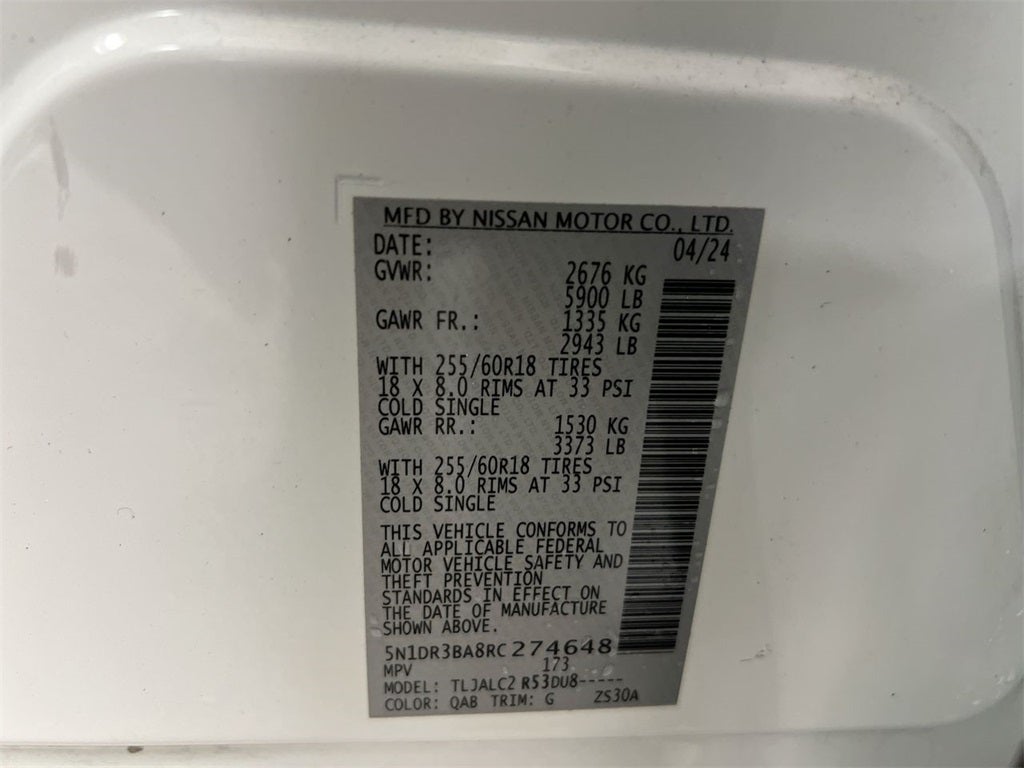 MFD BY NISSAN MOTOR CO., LTD.
DATE: 04/24
GVWR: 2676 KG
5900 LB
GAWR FR.: 1335 KG
2943 LB
WITH 255/60R18 TIRES
18 X 8.0 RIMS AT 33 PSI
COLD SINGLE
GAWR RR.: 1530 KG
3373 LB
WITH 255/60R18 TIRES
18 X 8.0 RIMS AT 33 PSI
COLD SINGLE
THIS VEHICLE CONFORMS TO
ALL APPLICABLE FEDERAL
MOTOR VEHICLE SAFETY AND
THEFT PREVENTION
STANDARDS IN EFFECT ON
THE DATE OF MANUFACTURE
SHOWN ABOVE.
5N1DR3BA8RC274648
MPV 173
MODEL: TLJALC2 R53DU8-----
COLOR: QAB TRIM: G ZS30A